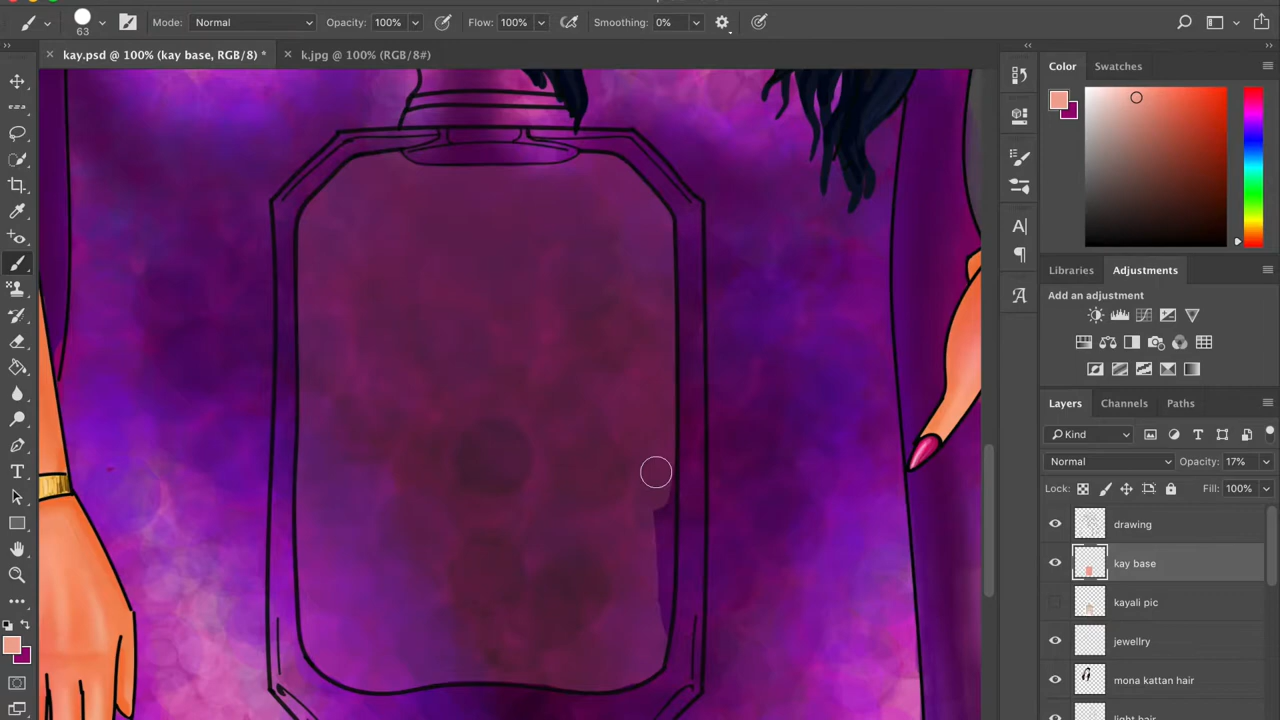 63
Mode: Normal
Opacity: 100%
Flow: 100%
Smoothing: 0%
kay.psd @ 100% (kay base, RGB/8) *
k.jpg @ 100% (RGB/8#)
Color
Swatches
Libraries
Adjustments
Add an adjustment
Layers
Channels
Paths
Kind
Normal
Opacity: 17%
Lock:
Fill: 100%
drawing
kay base
kayali pic
jewellry
mona kattan hair
light hair